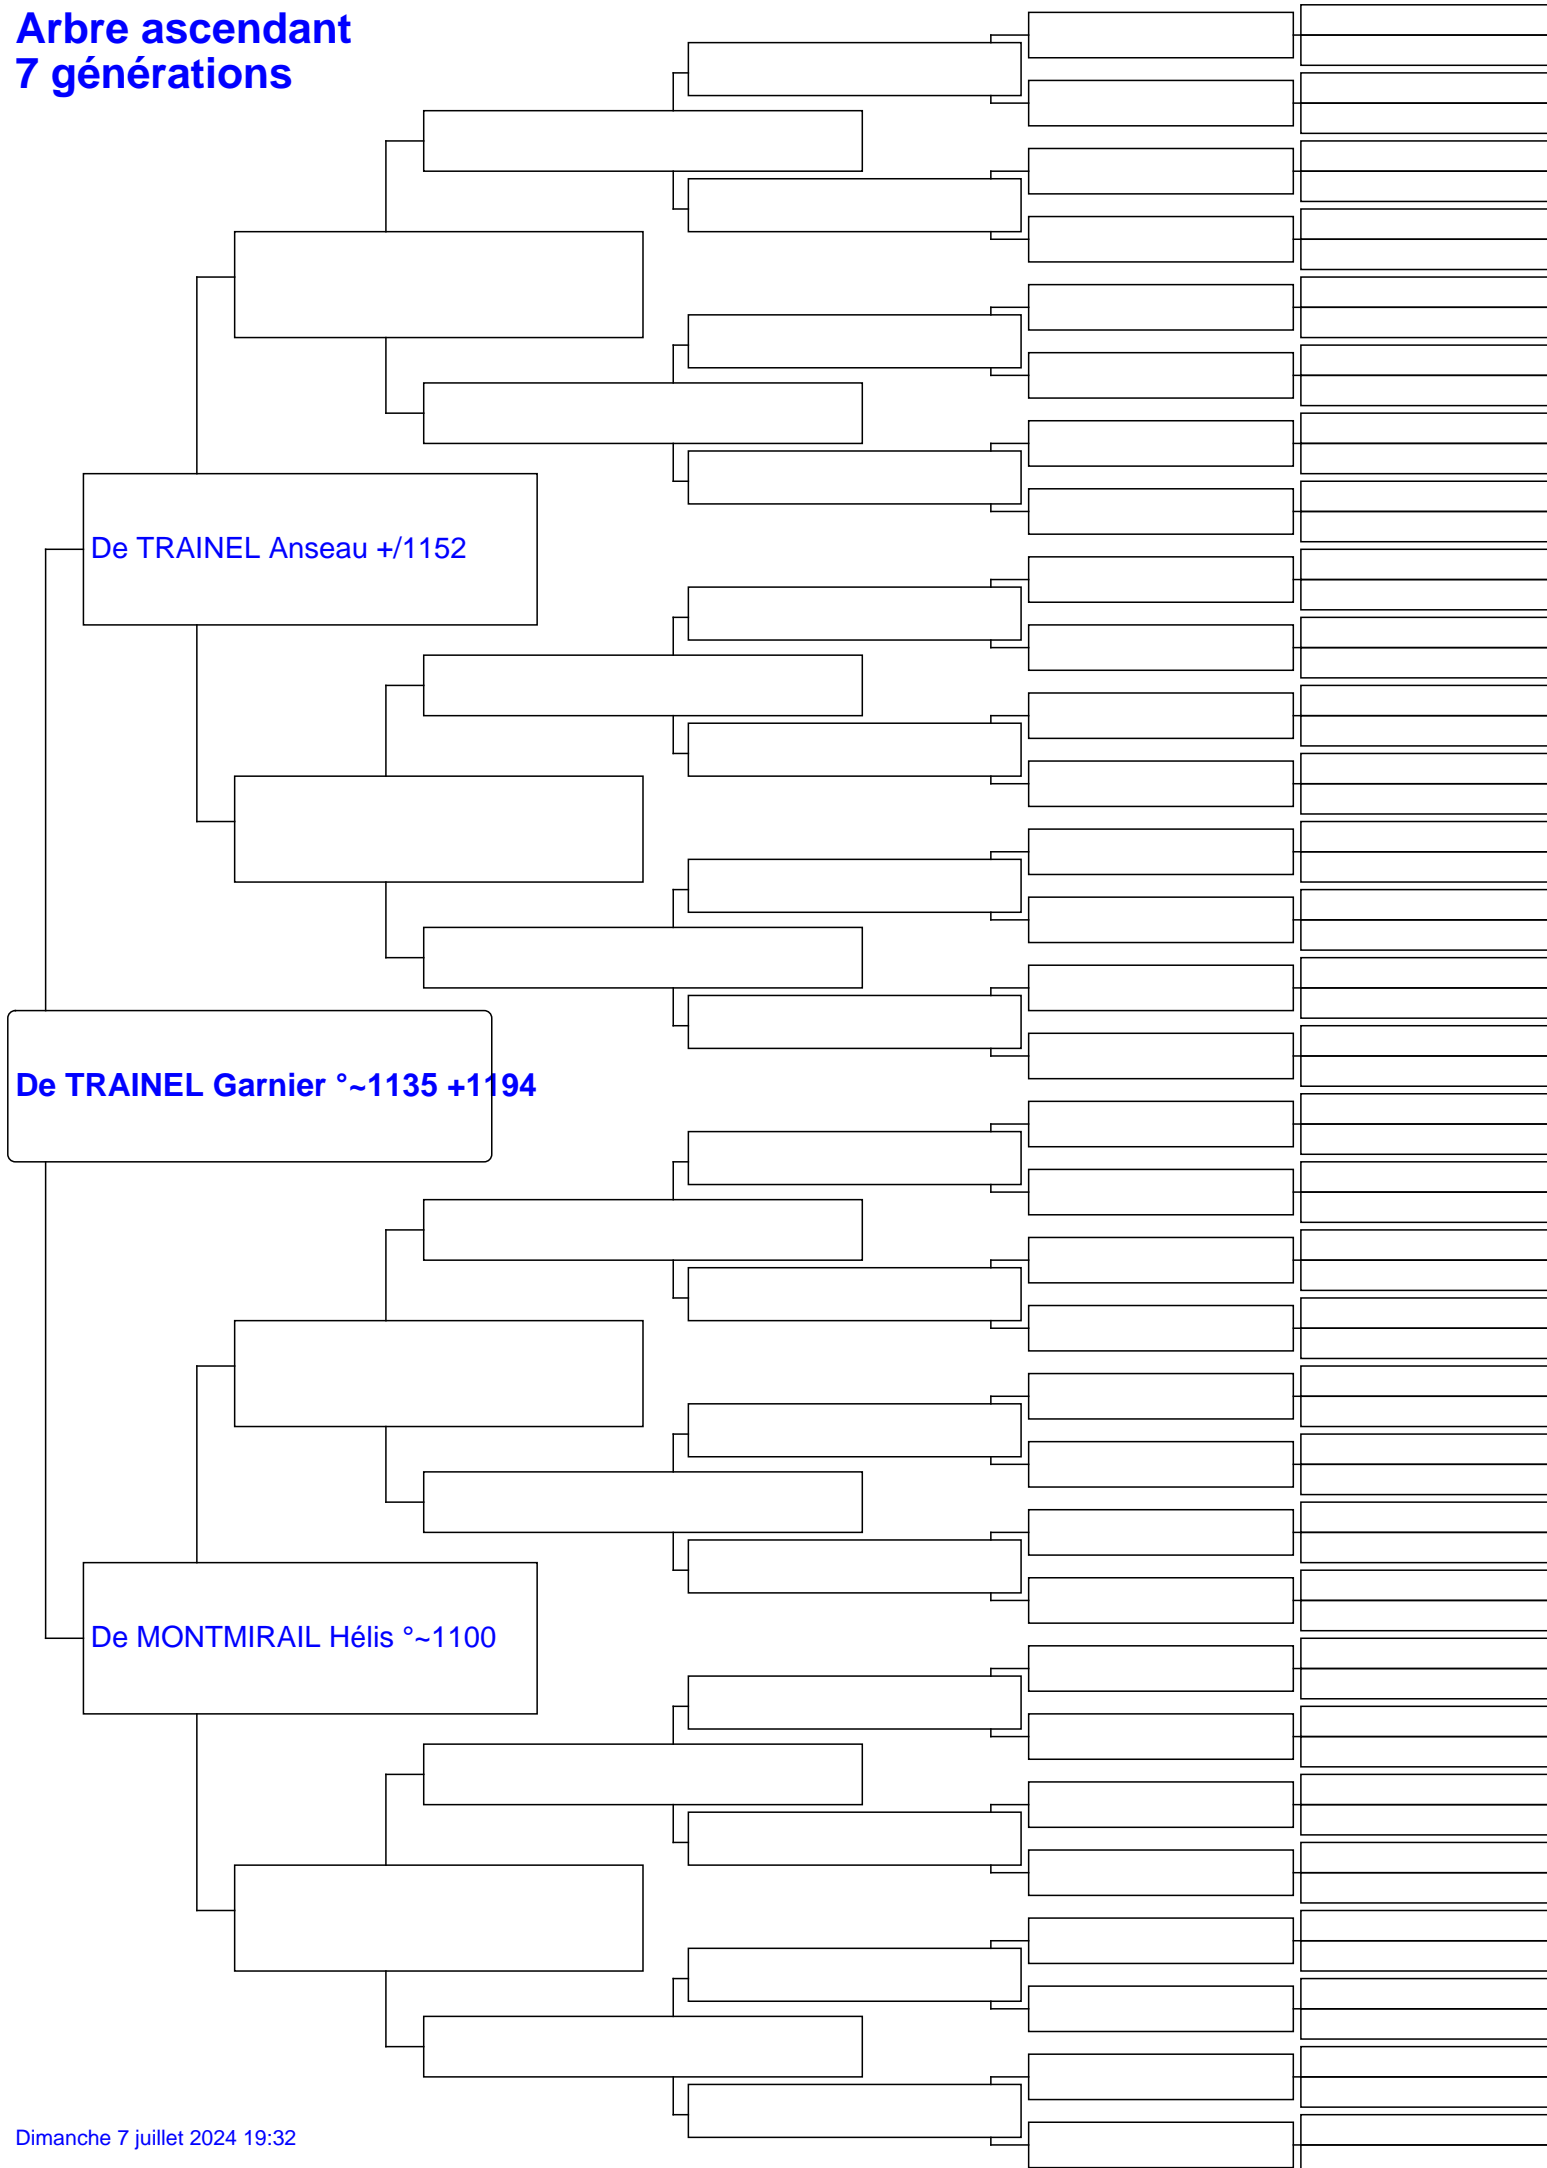 Arbre ascendant
7 générations
De TRAINEL Anseau +/1152
De TRAINEL Garnier °~1135 +1194
De MONTMIRAIL Hélis °~1100
Dimanche 7 juillet 2024 19:32